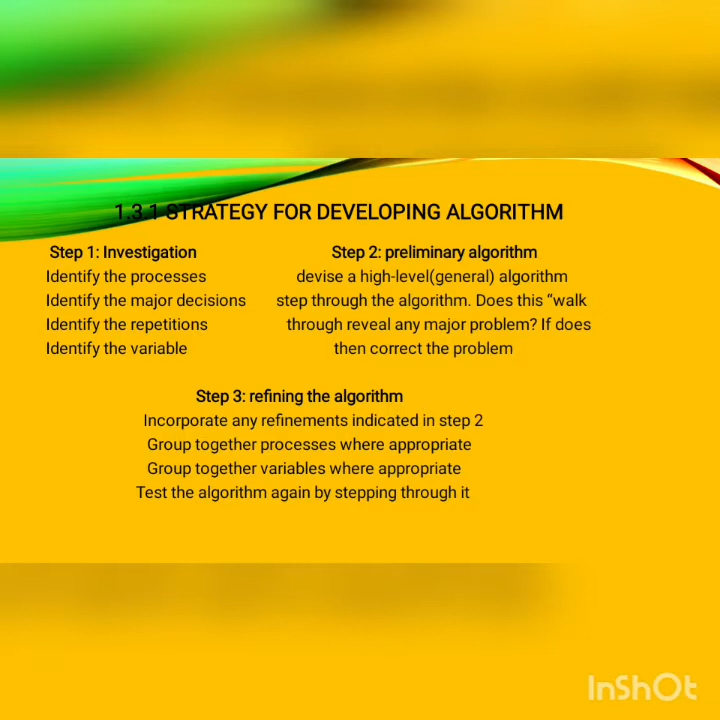 1.3.1 STRATEGY FOR DEVELOPING ALGORITHM
Step 1: Investigation
Identify the processes
Identify the major decisions
Identify the repetitions
Identify the variable
Step 2: preliminary algorithm
devise a high-level(general) algorithm
step through the algorithm. Does this “walk
through reveal any major problem? If does
then correct the problem
Step 3: refining the algorithm
Incorporate any refinements indicated in step 2
Group together processes where appropriate
Group together variables where appropriate
Test the algorithm again by stepping through it
InShOt